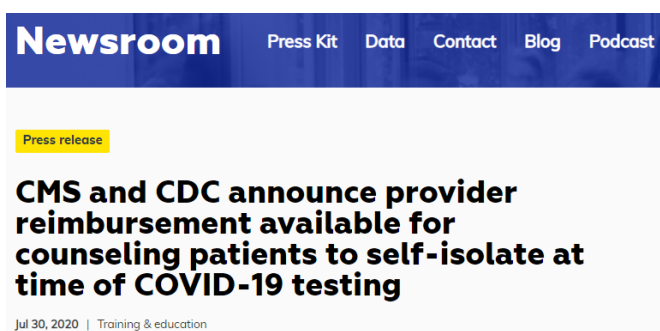 Newsroom Press Kit Data Contact Blog Podcast
Press release
CMS and CDC announce provider
reimbursement available for
counseling patients to self-isolate at
time of COVID-19 testing
Jul 30, 2020 | Training & education